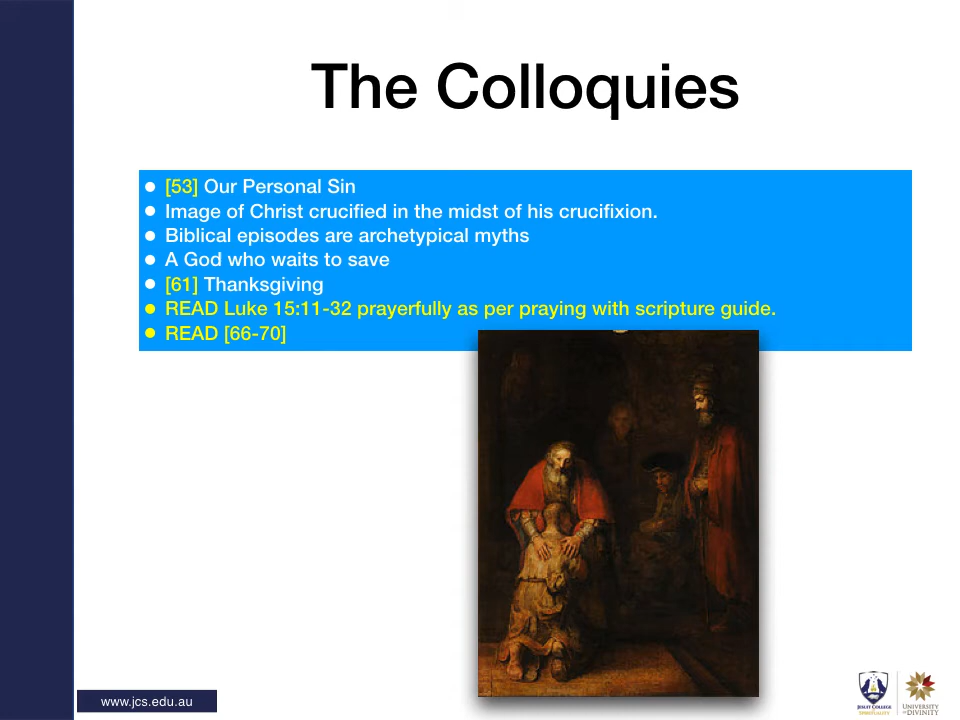 The Colloquies
[53] Our Personal Sin
Image of Christ crucified in the midst of his crucifixion.
Biblical episodes are archetypical myths
A God who waits to save
[61] Thanksgiving
READ Luke 15:11-32 prayerfully as per praying with scripture guide.
READ [66-70]
www.jcs.edu.au
JESUIT COLLEGE
SPIRITUALITY
UNIVERSITY
OF DIVINITY